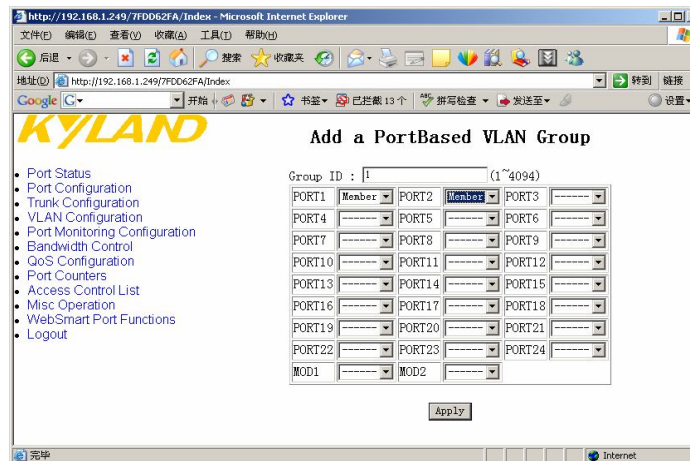 http://192.168.1.249/7FDD62FA/Index - Microsoft Internet Explorer
文件(F) 编辑(E) 查看(V) 收藏(A) 工具(T) 帮助(H)
后退 搜索 收藏夹
地址(D) http://192.168.1.249/7FDD62FA/Index 转到 链接
Google G 开始 书签 已拦截 13 个 ABC 拼写检查 发送至 设置
KYLAND
Add a PortBased VLAN Group
Port Status
Port Configuration
Trunk Configuration
VLAN Configuration
Port Monitoring Configuration
Bandwidth Control
QoS Configuration
Port Counters
Access Control List
Misc Operation
WebSmart Port Functions
Logout
Group ID : 1 (1~4094)
PORT1 Member PORT2 Member PORT3 ------
PORT4 ------ PORT5 ------ PORT6 ------
PORT7 ------ PORT8 ------ PORT9 ------
PORT10 ------ PORT11 ------ PORT12 ------
PORT13 ------ PORT14 ------ PORT15 ------
PORT16 ------ PORT17 ------ PORT18 ------
PORT19 ------ PORT20 ------ PORT21 ------
PORT22 ------ PORT23 ------ PORT24 ------
MOD1 ------ MOD2 ------
Apply
完毕 Internet